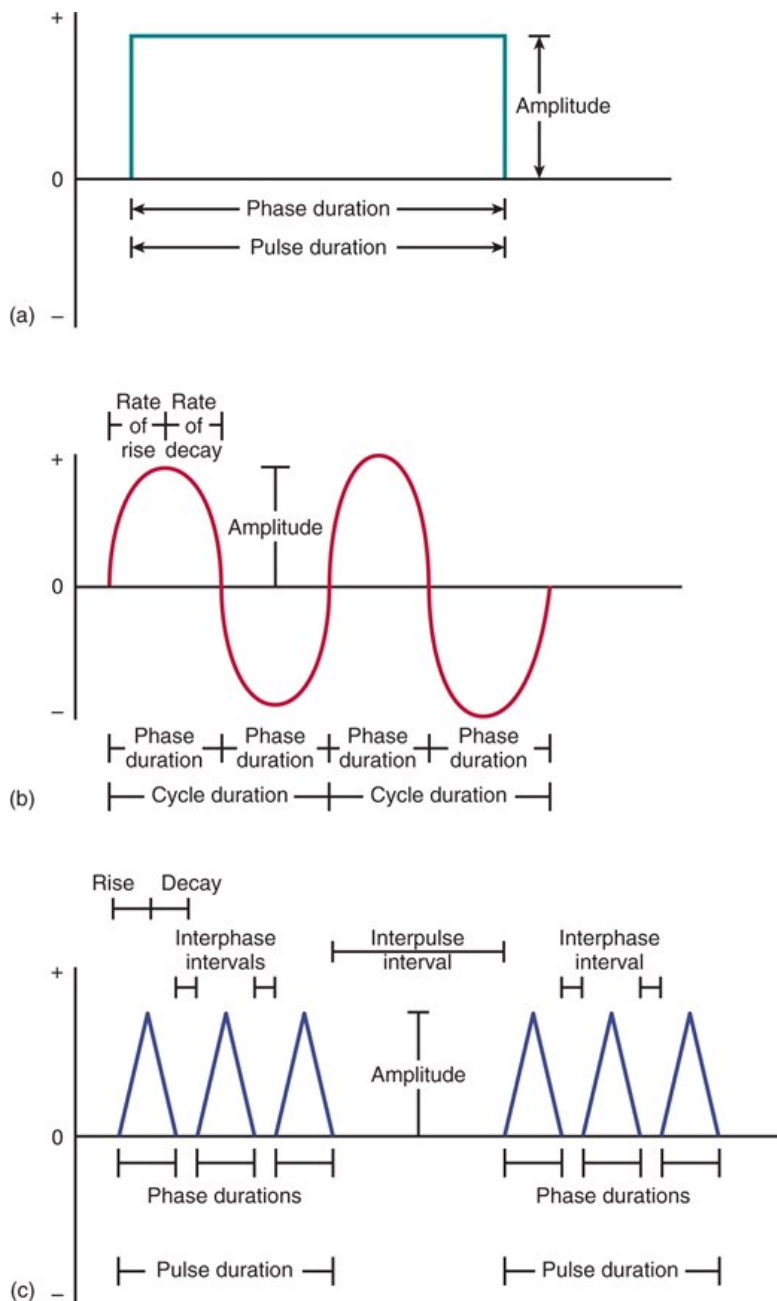 +
Amplitude
0
Phase duration
Pulse duration
(a)
–
Rate
of
rise
Rate
of
decay
+
Amplitude
0
–
Phase
duration
Phase
duration
Phase
duration
Phase
duration
(b)
Cycle duration
Cycle duration
Rise
Decay
Interphase
intervals
Interpulse
interval
Interphase
interval
+
Amplitude
0
Phase durations
Phase durations
Pulse duration
Pulse duration
(c)
–